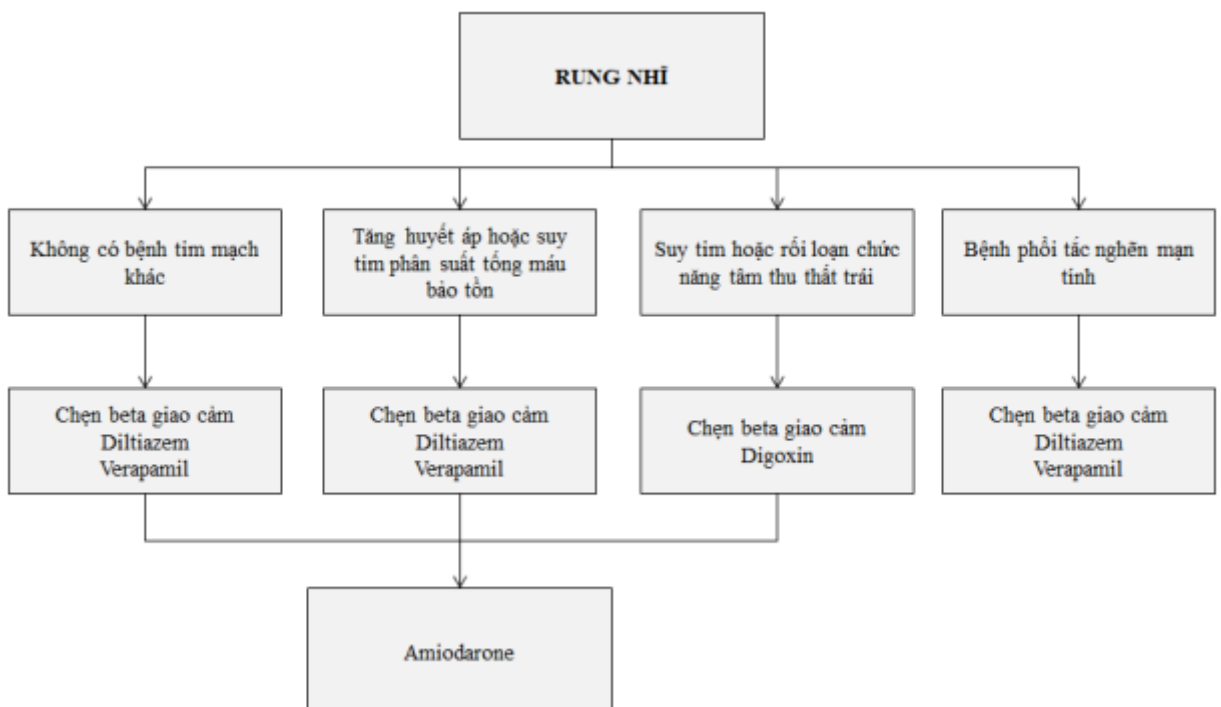 RUNG NHĨ
Không có bệnh tim mạch
khác
Tăng huyết áp hoặc suy
tim phân suất tống máu
bảo tồn
Suy tim hoặc rối loạn chức
năng tâm thu thất trái
Bệnh phổi tắc nghẽn mạn
tính
Chẹn beta giao cảm
Diltiazem
Verapamil
Chẹn beta giao cảm
Diltiazem
Verapamil
Chẹn beta giao cảm
Digoxin
Chẹn beta giao cảm
Diltiazem
Verapamil
Amiodarone